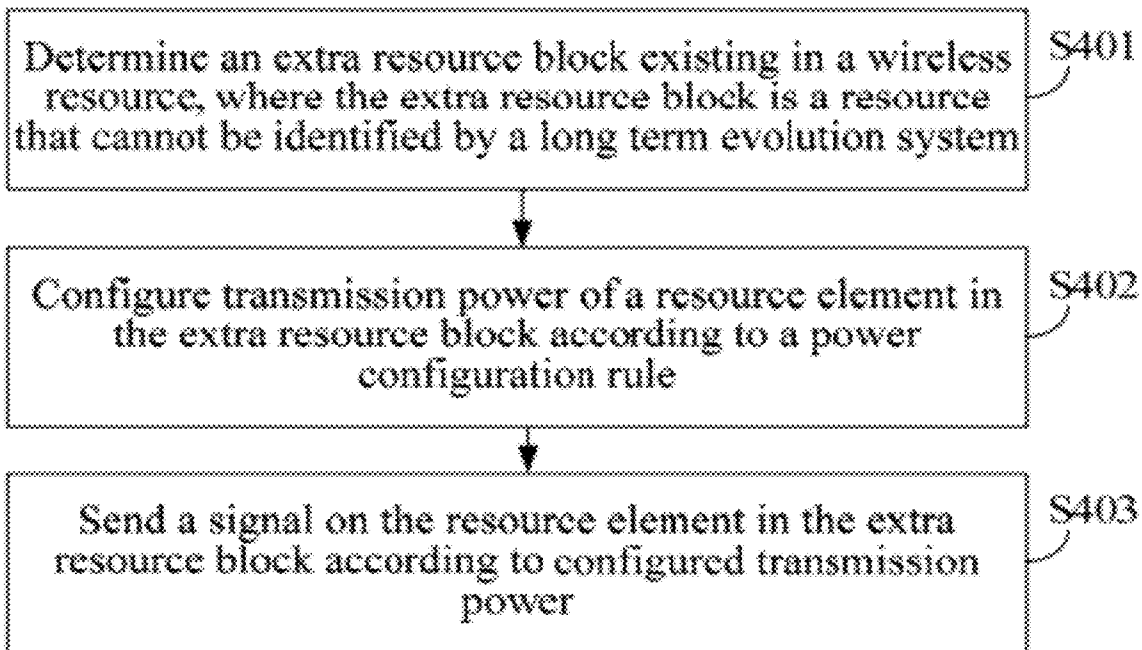 Determine an extra resource block existing in a wireless
resource, where the extra resource block is a resource
that cannot be identified by a long term evolution system
S401
Configure transmission power of a resource element in
the extra resource block according to a power
configuration rule
S402
Send a signal on the resource element in the extra
resource block according to configured transmission
power
S403